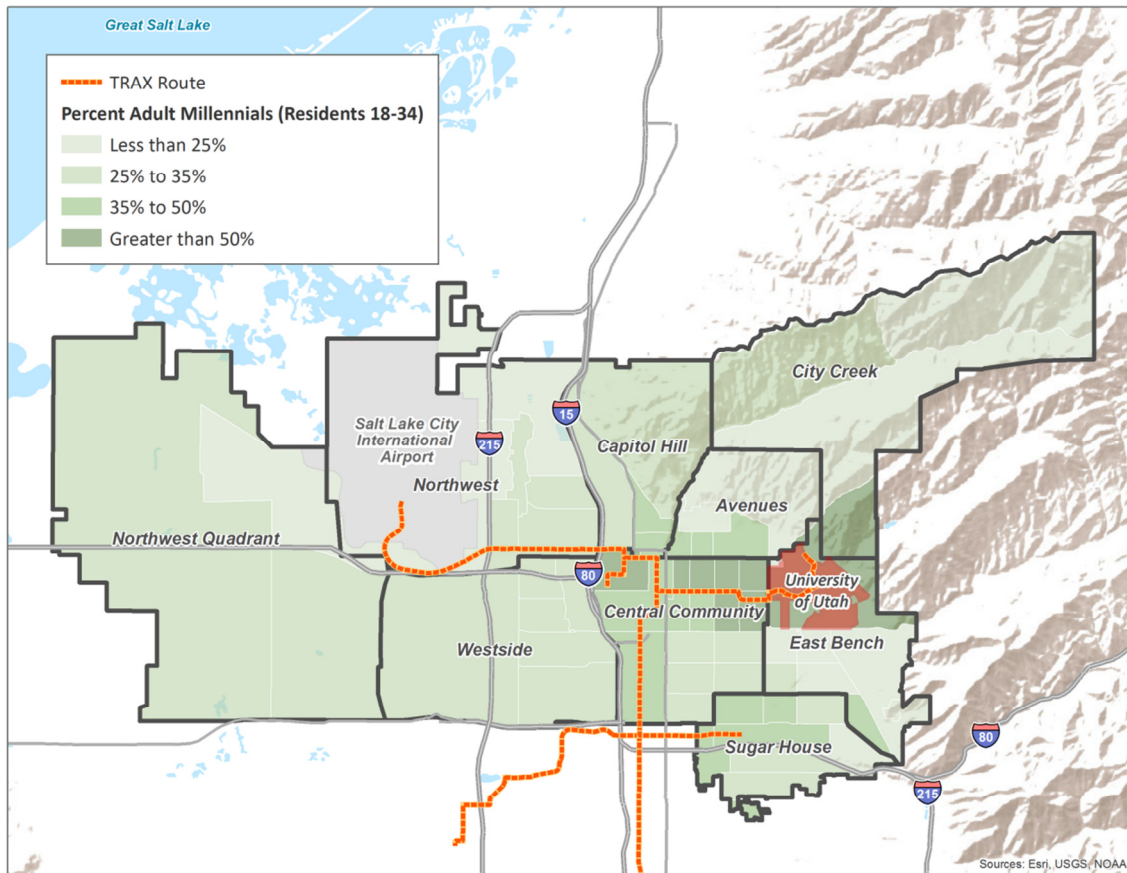 Great Salt Lake
TRAX Route
Percent Adult Millennials (Residents 18-34)
Less than 25%
25% to 35%
35% to 50%
Greater than 50%
City Creek
15
Salt Lake City
International
Airport
215
Capitol Hill
Northwest
Avenues
Northwest Quadrant
80
University
of Utah
Central Community
Westside
East Bench
80
Sugar House
215
Sources: Esri, USGS, NOAA